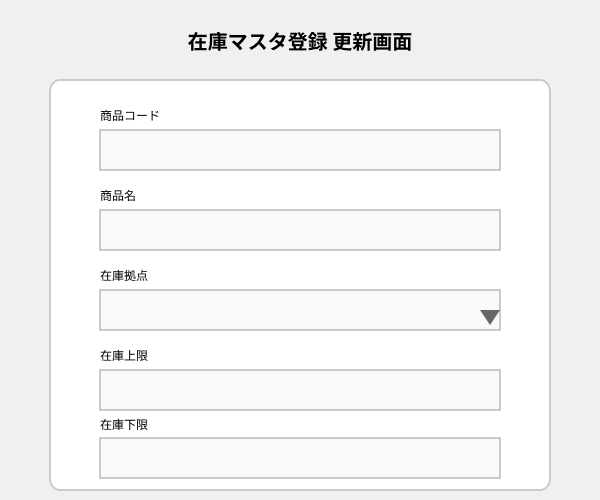 在庫マスタ登録 更新画面
商品コード
商品名
在庫拠点
在庫上限
在庫下限